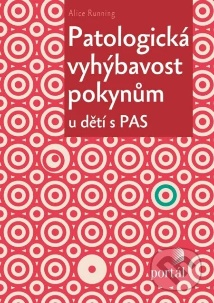 Alice Running
Patologická
vyhýbavost
pokynům
u dětí s PAS
portál